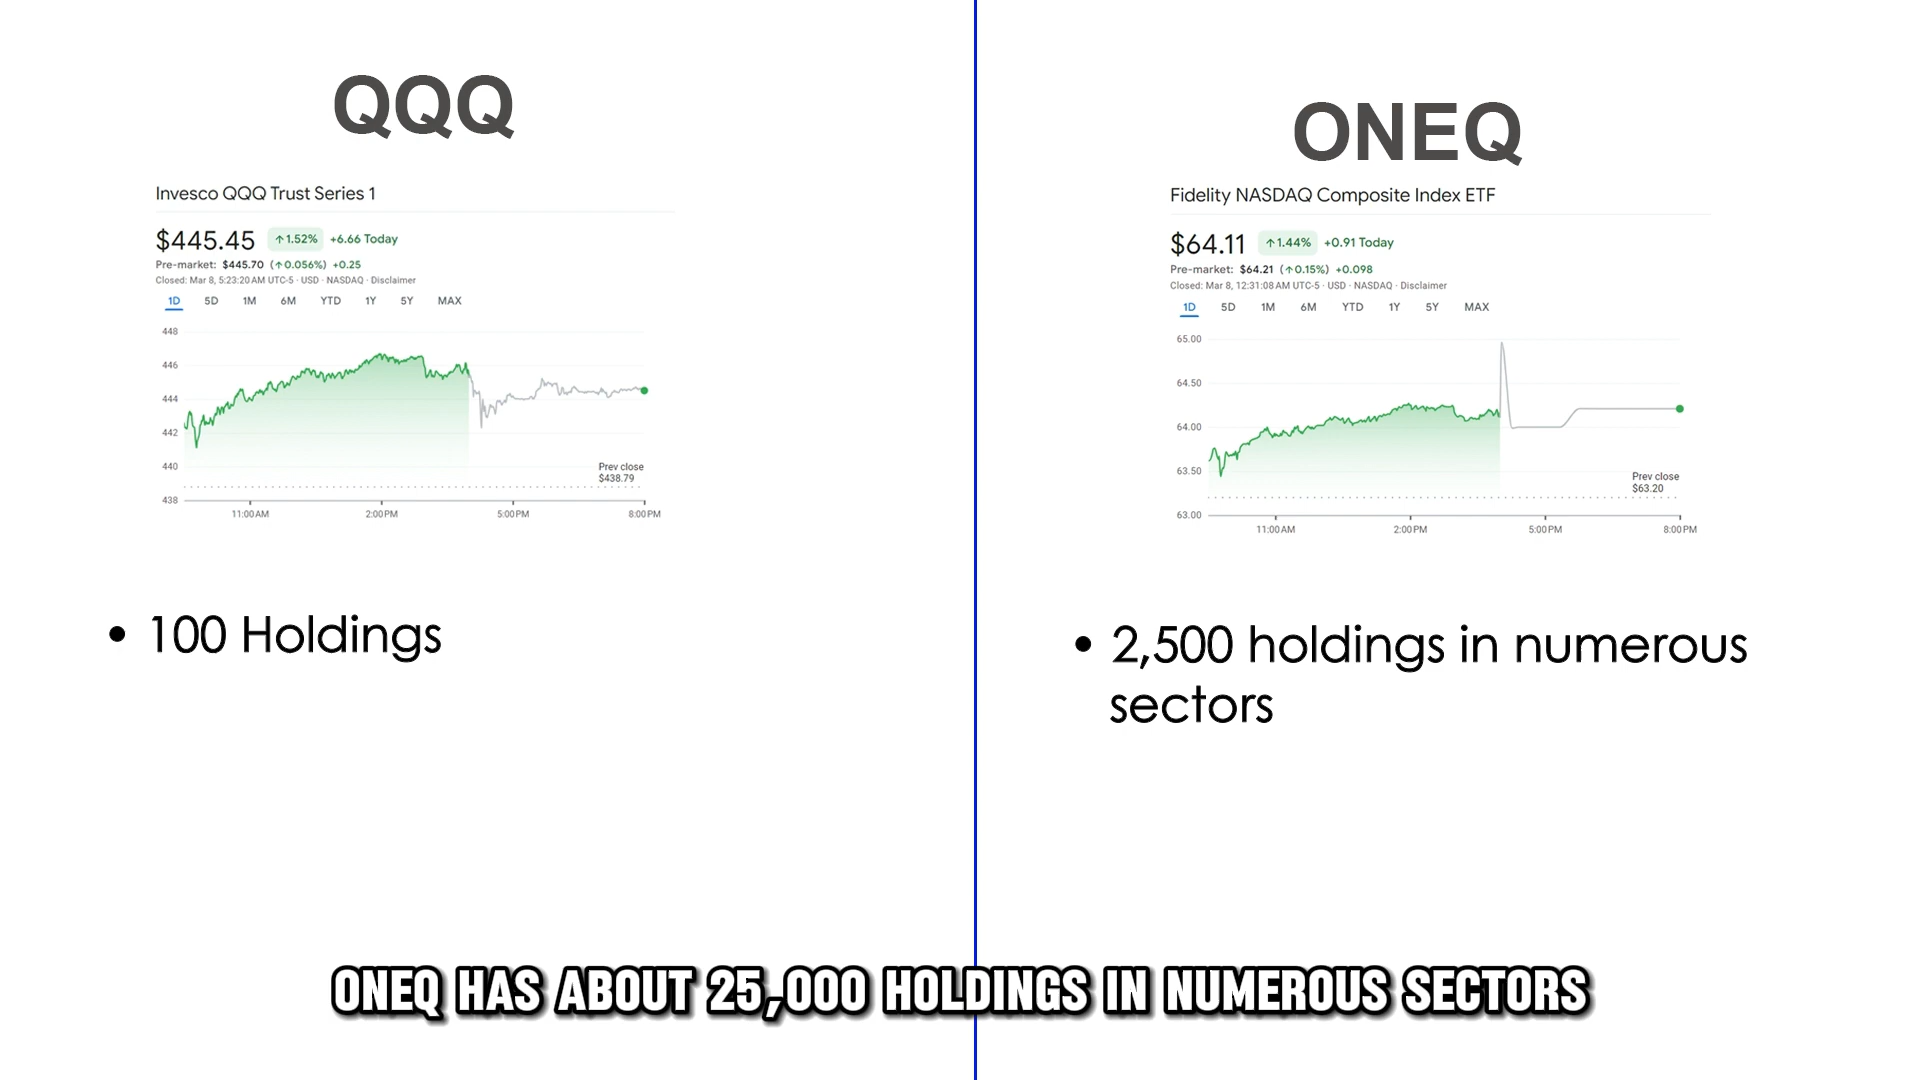 QQQ
Invesco QQQ Trust Series 1
$445.45 ↑1.52% +6.66 Today
Pre-market: $445.70 (↑0.056%) +0.25
Closed: Mar 8, 5:23:20 AM UTC-5 · USD · NASDAQ · Disclaimer
1D 5D 1M 6M YTD 1Y 5Y MAX
448
446
444
442
440
438
Prev close
$438.79
11:00 AM 2:00 PM 5:00 PM 8:00 PM
• 100 Holdings
ONEQ
Fidelity NASDAQ Composite Index ETF
$64.11 ↑1.44% +0.91 Today
Pre-market: $64.21 (↑0.15%) +0.098
Closed: Mar 8, 12:31:08 AM UTC-5 · USD · NASDAQ · Disclaimer
1D 5D 1M 6M YTD 1Y 5Y MAX
65.00
64.50
64.00
63.50
63.00
Prev close
$63.20
11:00 AM 2:00 PM 5:00 PM 8:00 PM
• 2,500 holdings in numerous
sectors
ONEQ HAS ABOUT 25,000 HOLDINGS IN NUMEROUS SECTORS